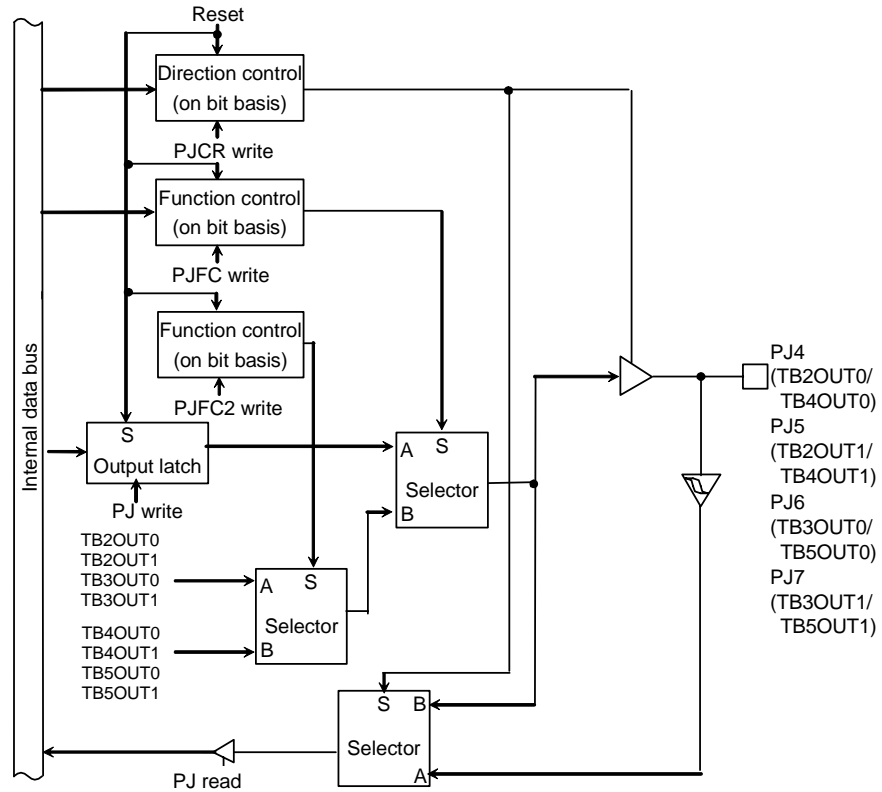 Reset
Direction control
(on bit basis)
PJCR write
Function control
(on bit basis)
PJFC write
Function control
(on bit basis)
PJFC2 write
Internal data bus
S
Output latch
PJ write
A
S
Selector
B
TB2OUT0
TB2OUT1
TB3OUT0
TB3OUT1
TB4OUT0
TB4OUT1
TB5OUT0
TB5OUT1
A
S
Selector
B
S
B
Selector
A
PJ read
PJ4
(TB2OUT0/
TB4OUT0)
PJ5
(TB2OUT1/
TB4OUT1)
PJ6
(TB3OUT0/
TB5OUT0)
PJ7
(TB3OUT1/
TB5OUT1)